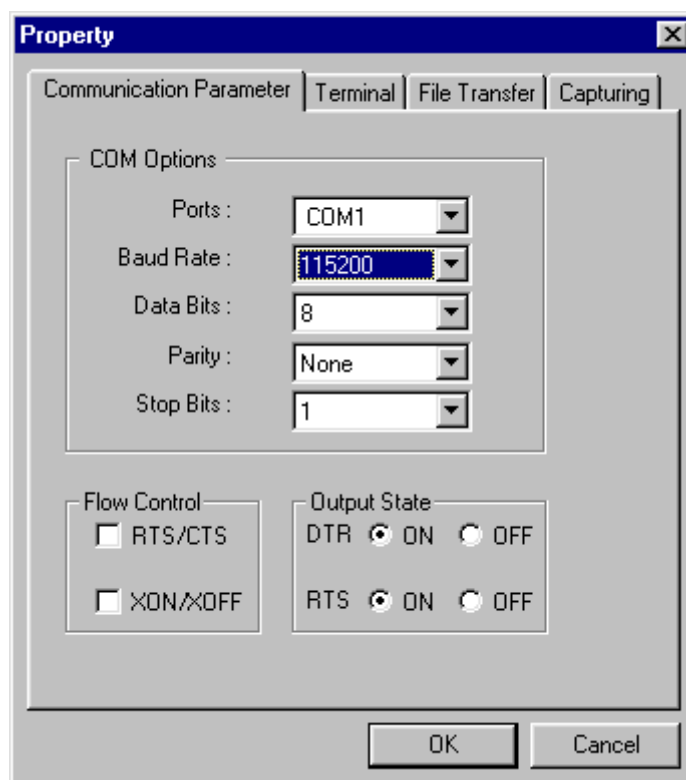 Property
Communication Parameter Terminal File Transfer Capturing
COM Options
Ports : COM1
Baud Rate : 115200
Data Bits : 8
Parity : None
Stop Bits : 1
Flow Control
RTS/CTS
XON/XOFF
Output State
DTR ON OFF
RTS ON OFF
OK Cancel